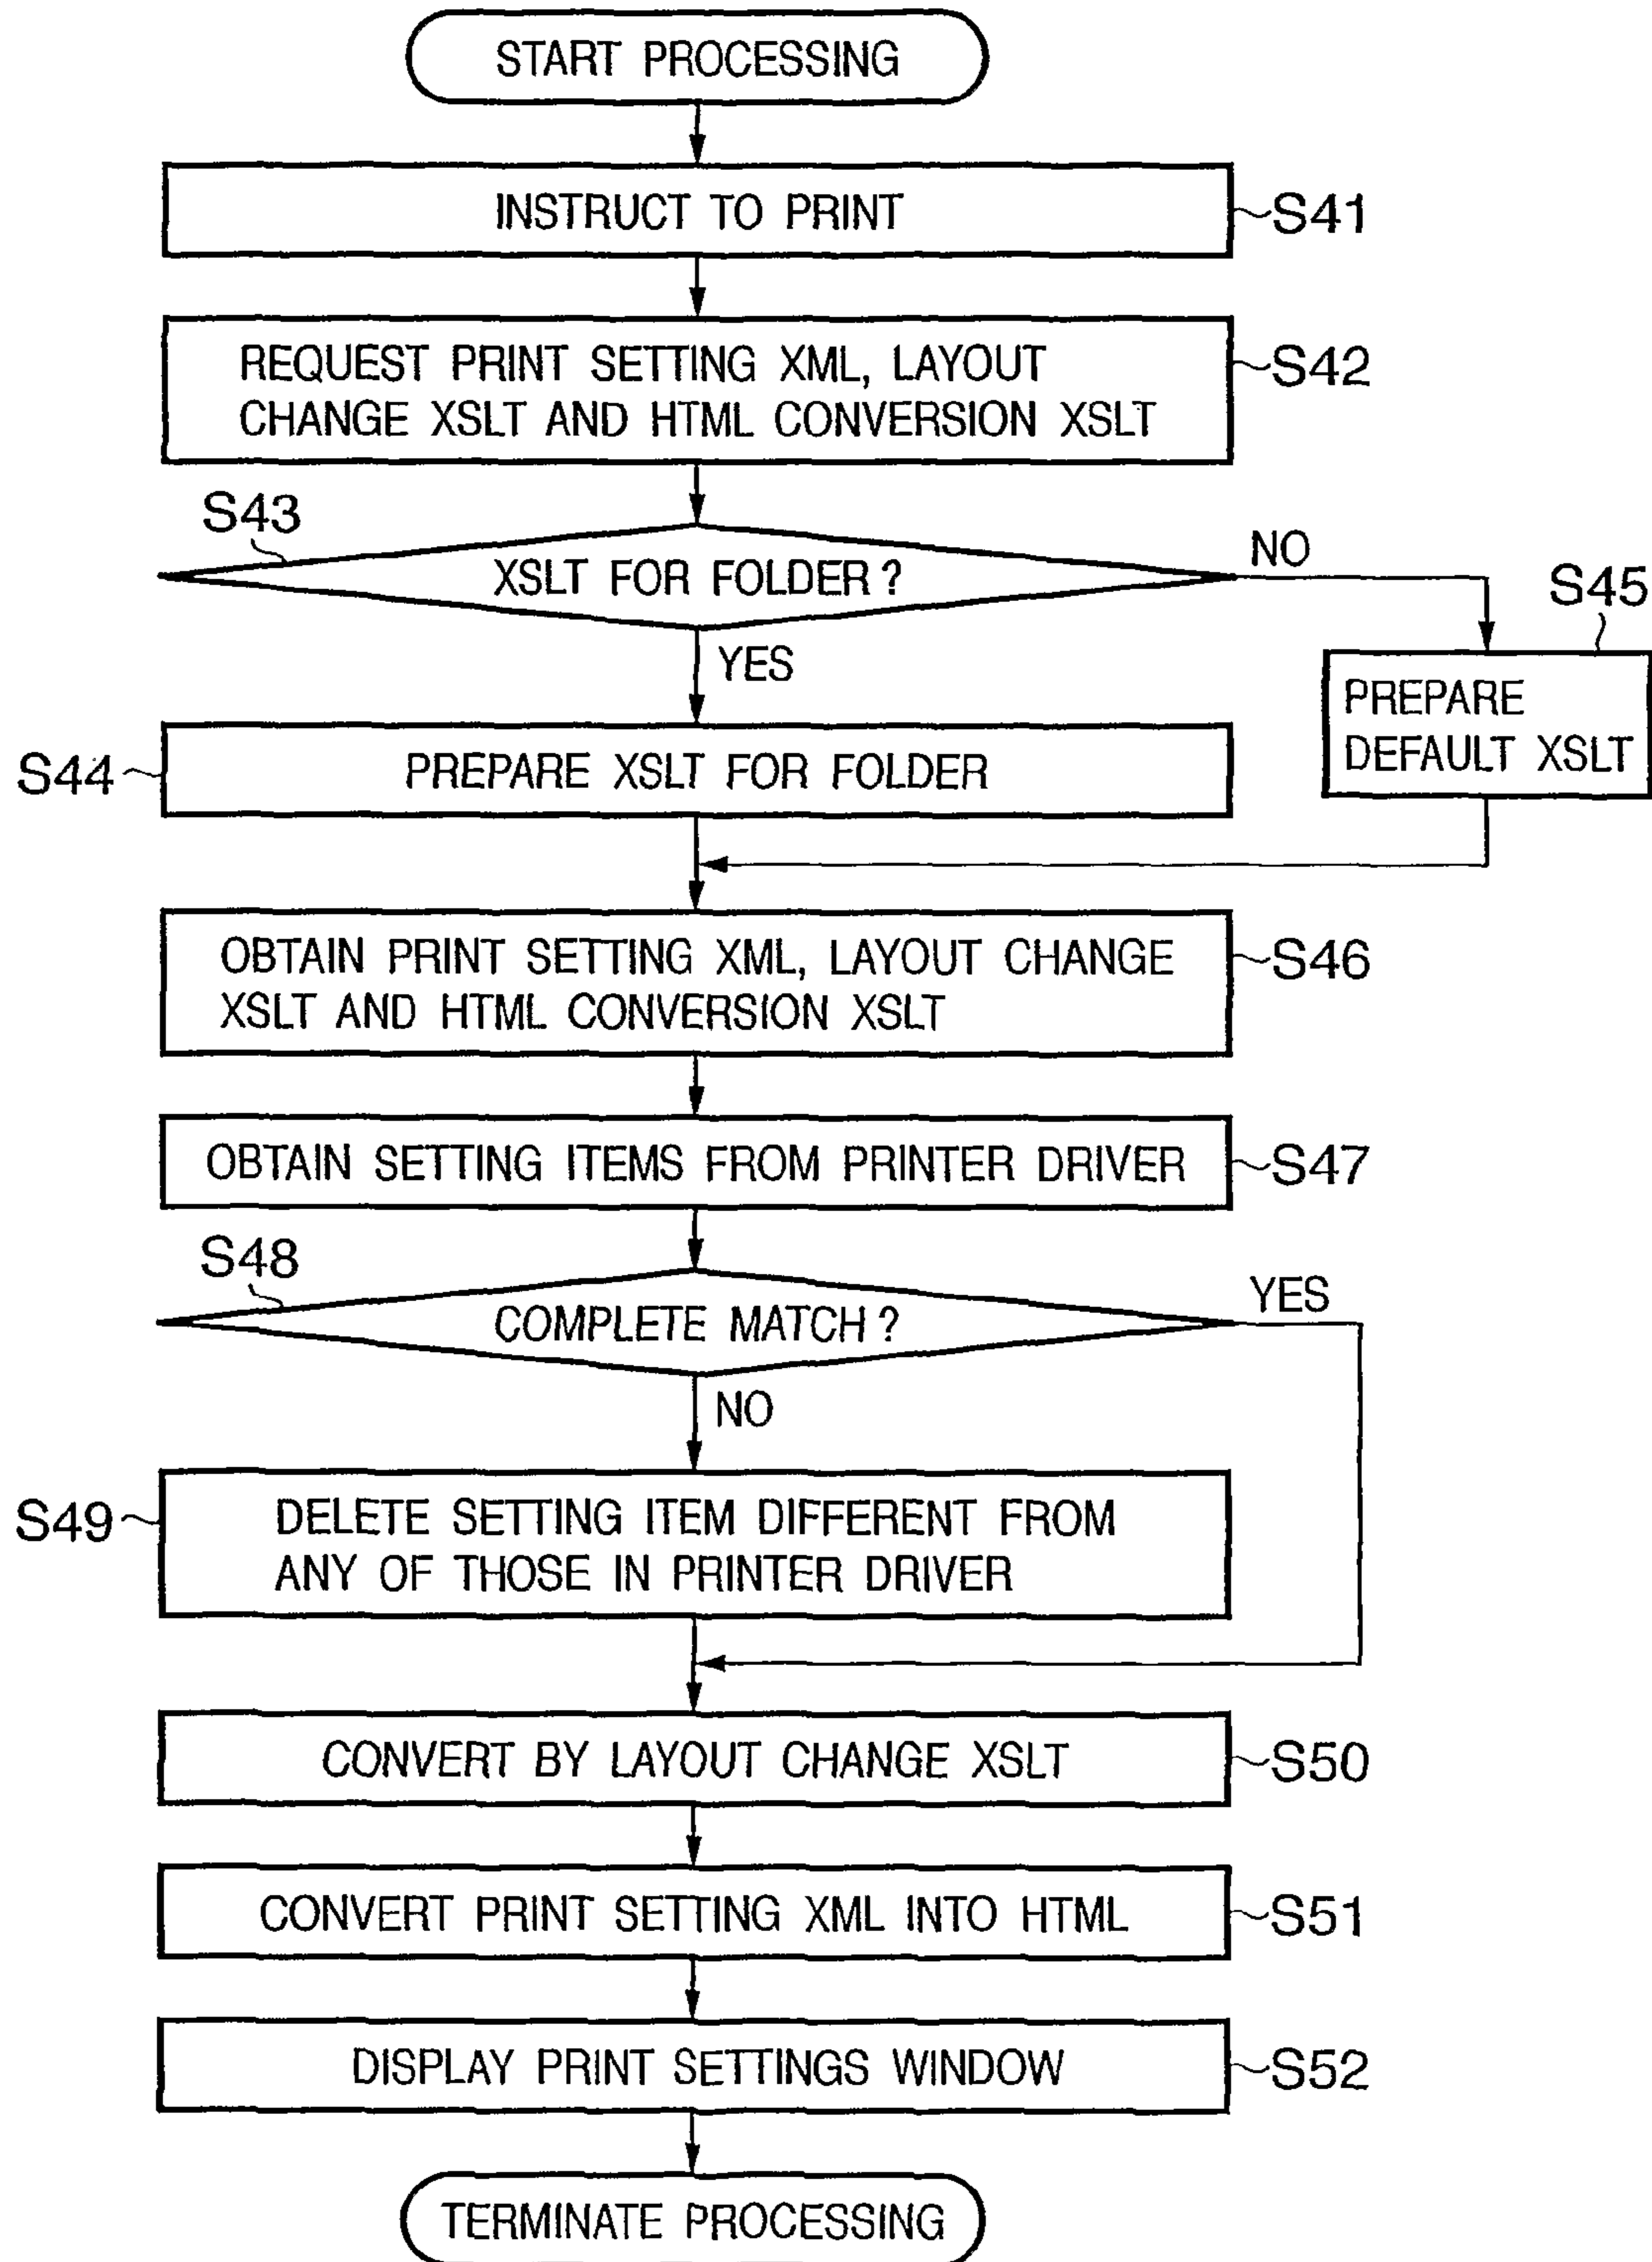 START PROCESSING
INSTRUCT TO PRINT
S41
REQUEST PRINT SETTING XML, LAYOUT
CHANGE XSLT AND HTML CONVERSION XSLT
S42
S43
XSLT FOR FOLDER?
NO
YES
S45
PREPARE
DEFAULT XSLT
S44
PREPARE XSLT FOR FOLDER
OBTAIN PRINT SETTING XML, LAYOUT CHANGE
XSLT AND HTML CONVERSION XSLT
S46
OBTAIN SETTING ITEMS FROM PRINTER DRIVER
S47
S48
COMPLETE MATCH?
YES
NO
S49
DELETE SETTING ITEM DIFFERENT FROM
ANY OF THOSE IN PRINTER DRIVER
CONVERT BY LAYOUT CHANGE XSLT
S50
CONVERT PRINT SETTING XML INTO HTML
S51
DISPLAY PRINT SETTINGS WINDOW
S52
TERMINATE PROCESSING